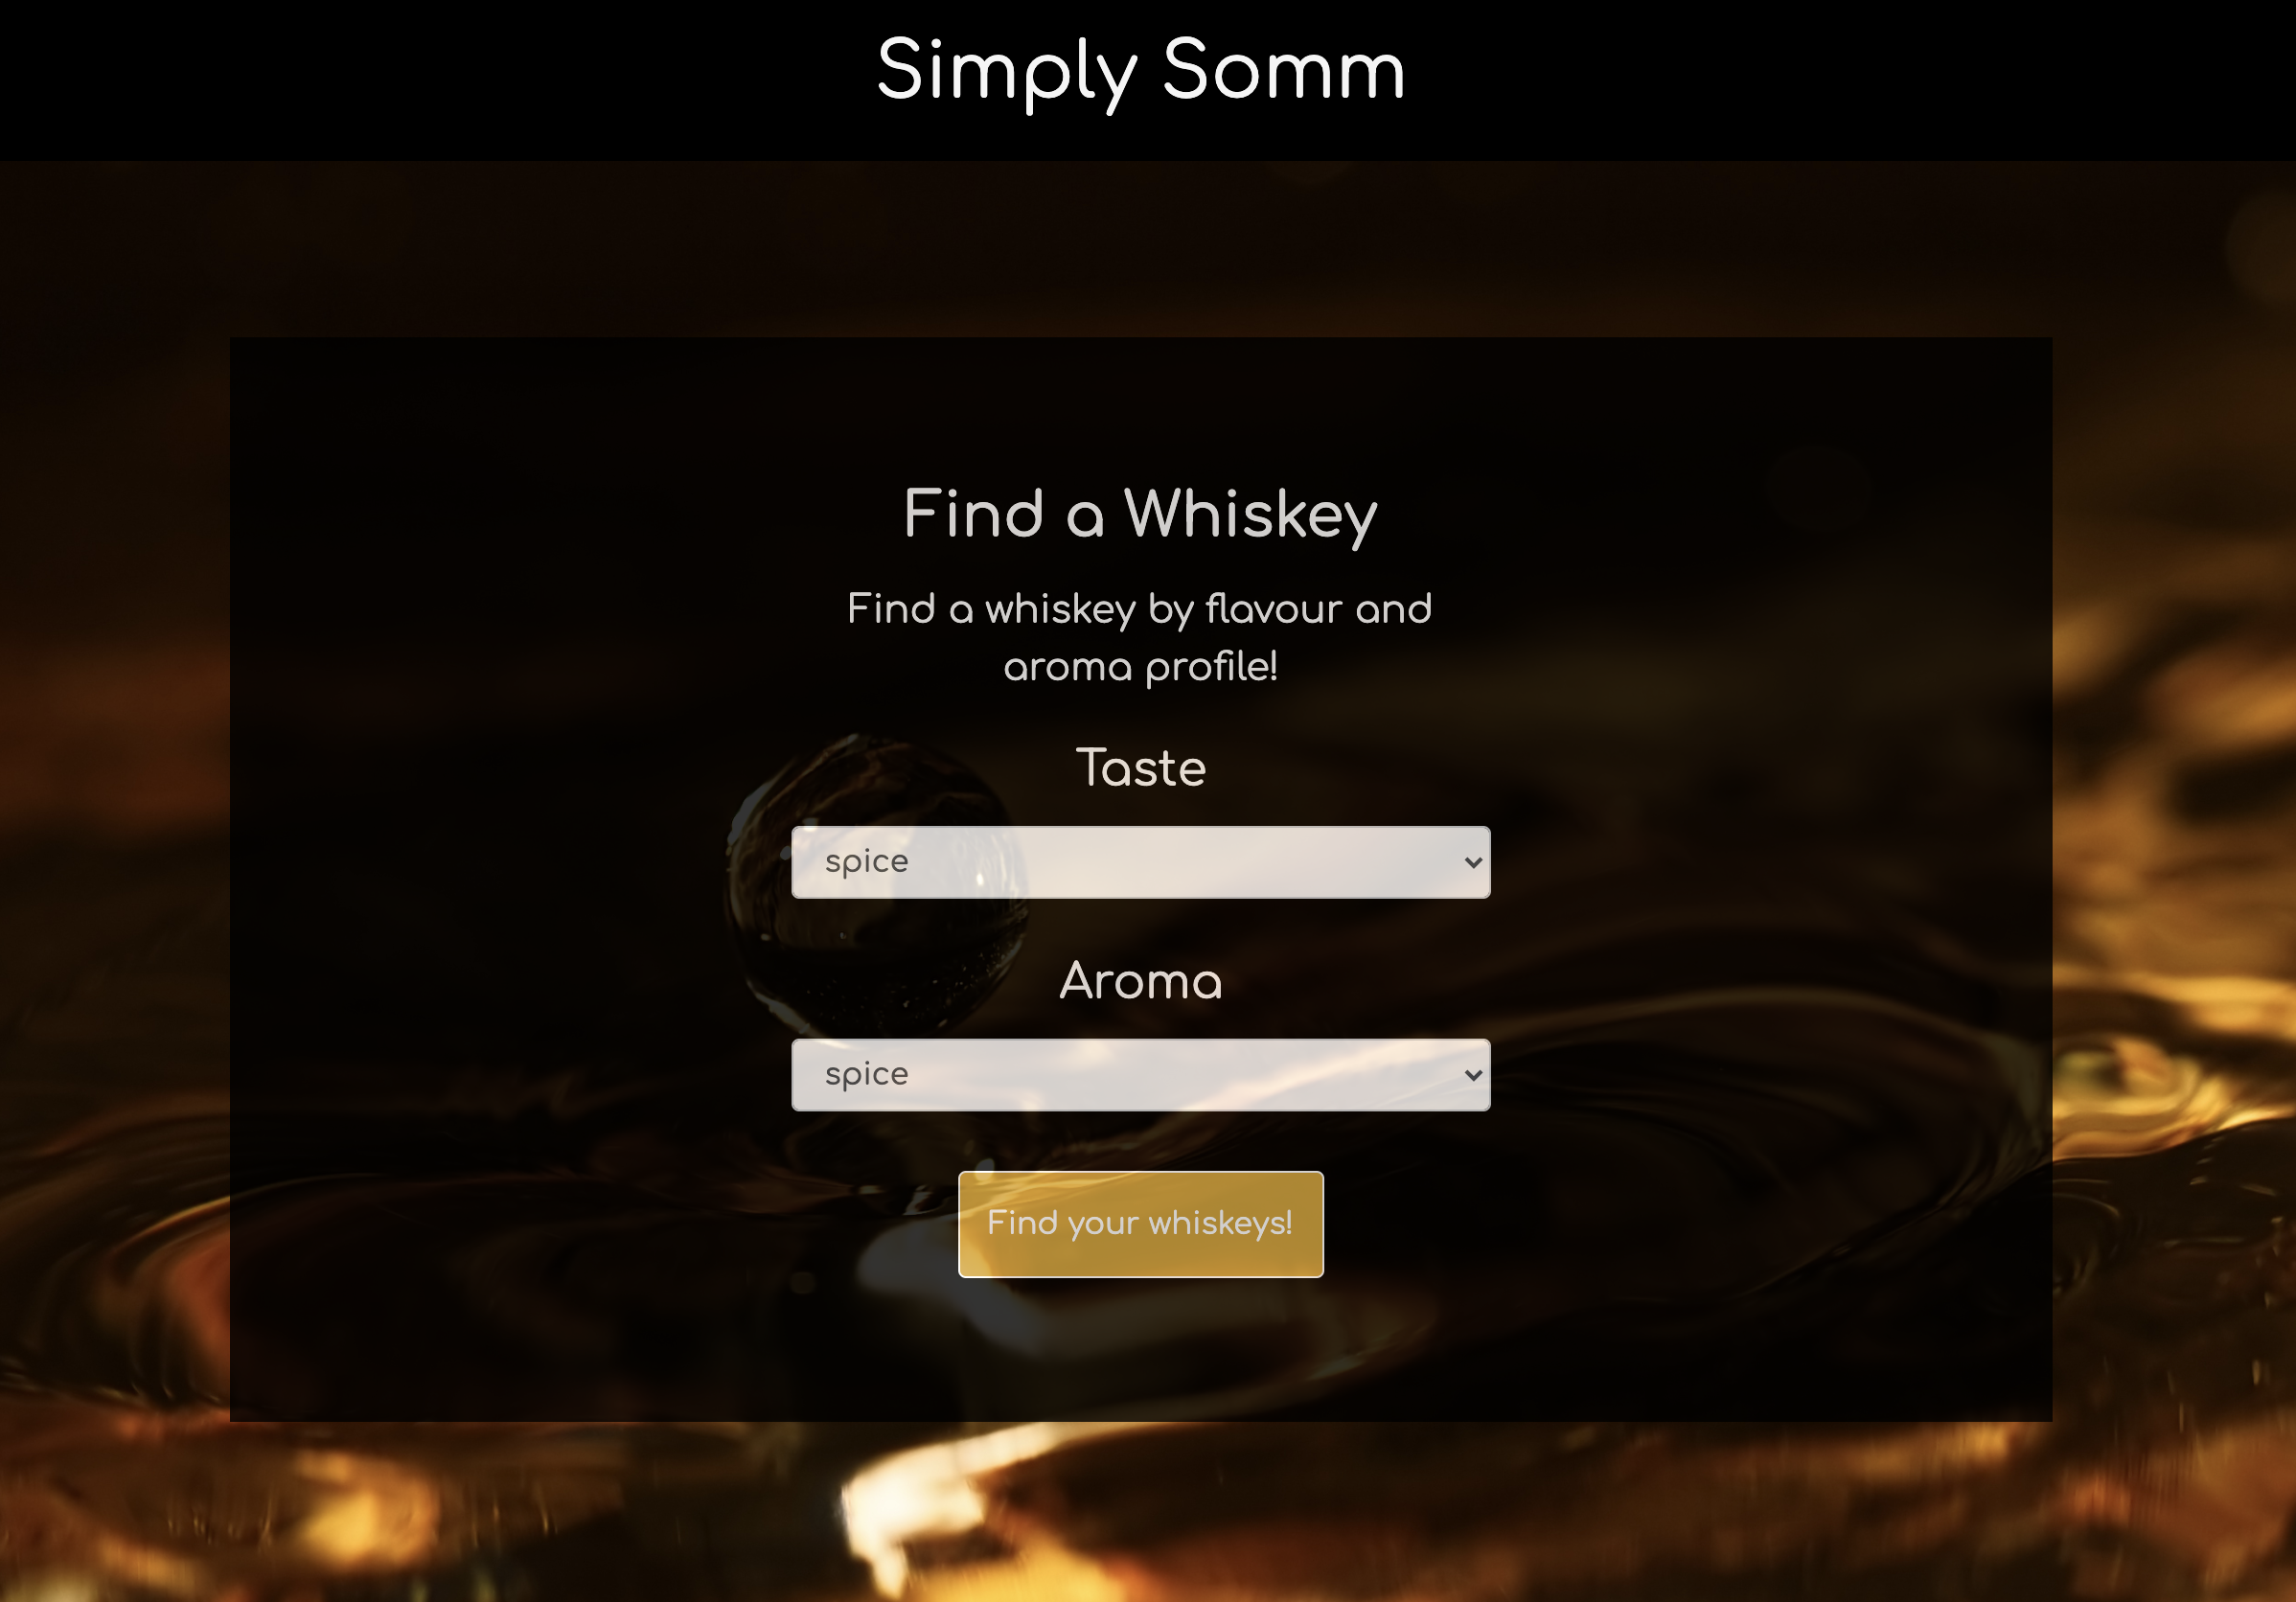 Simply Somm
Find a Whiskey
Find a whiskey by flavour and
aroma profile!
Taste
spice
Aroma
spice
Find your whiskeys!